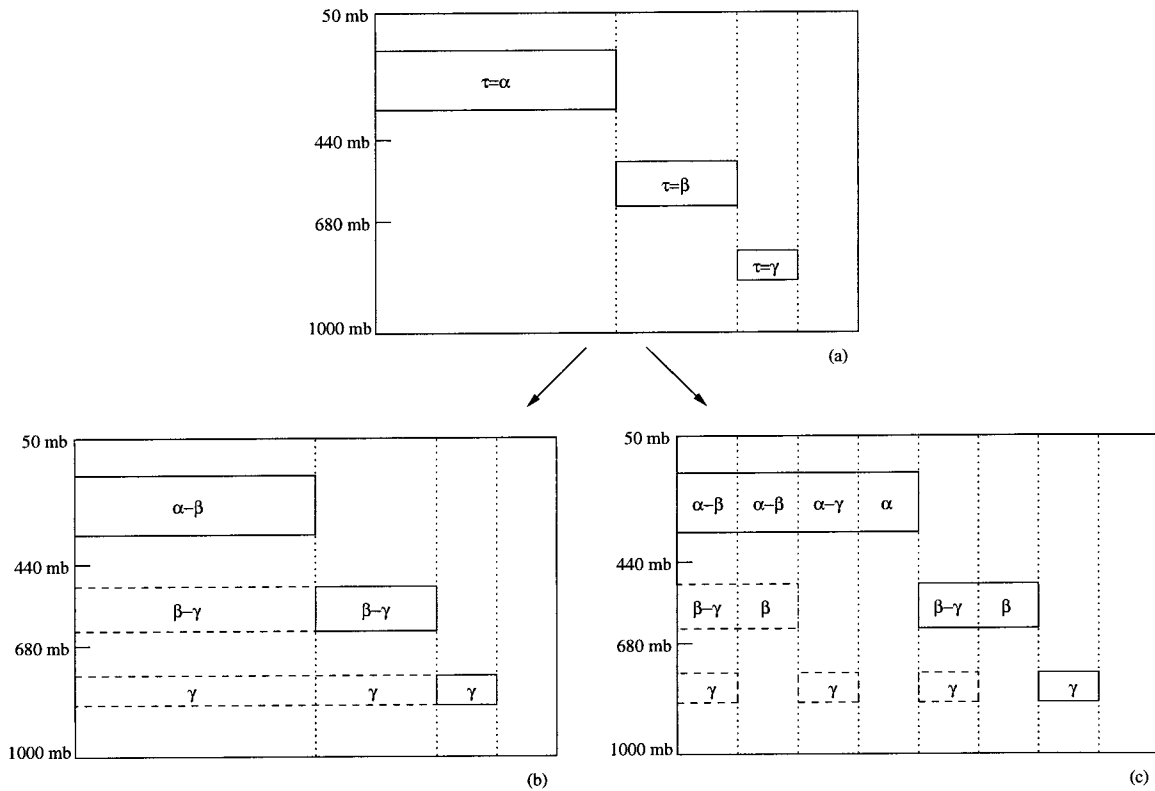 50 mb
τ=α
440 mb
τ=β
680 mb
τ=γ
1000 mb
(a)
50 mb
α−β
440 mb
β−γ β−γ
680 mb
γ γ γ
1000 mb
(b)
50 mb
α−β α−β α−γ α
440 mb
β−γ β β−γ β
680 mb
γ γ γ γ
1000 mb
(c)